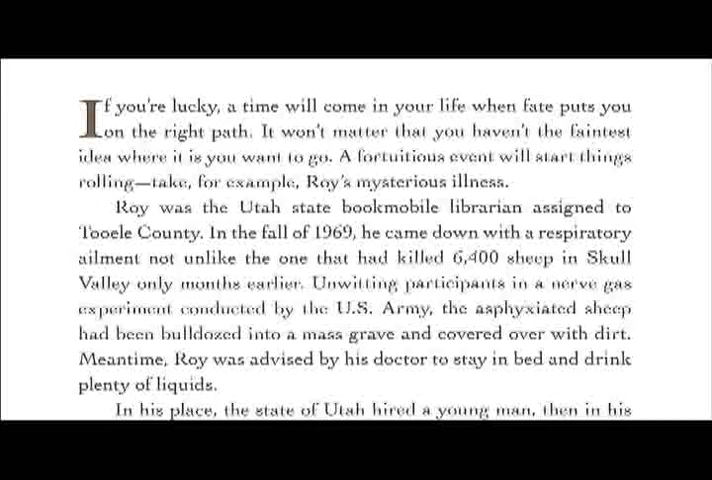 If you're lucky, a time will come in your life when fate puts you
on the right path. It won't matter that you haven't the faintest
idea where it is you want to go. A fortuitous event will start things
rolling—take, for example, Roy's mysterious illness.
Roy was the Utah state bookmobile librarian assigned to
Tooele County. In the fall of 1969, he came down with a respiratory
ailment not unlike the one that had killed 6,400 sheep in Skull
Valley only months earlier. Unwitting participants in a nerve gas
experiment conducted by the U.S. Army, the asphyxiated sheep
had been bulldozed into a mass grave and covered over with dirt.
Meantime, Roy was advised by his doctor to stay in bed and drink
plenty of liquids.
In his place, the state of Utah hired a young man, then in his